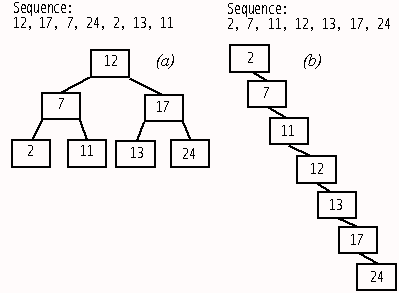 Sequence:
12, 17, 7, 24, 2, 13, 11
(a)
12
7
17
2
11
13
24
Sequence:
2, 7, 11, 12, 13, 17, 24
(b)
2
7
11
12
13
17
24